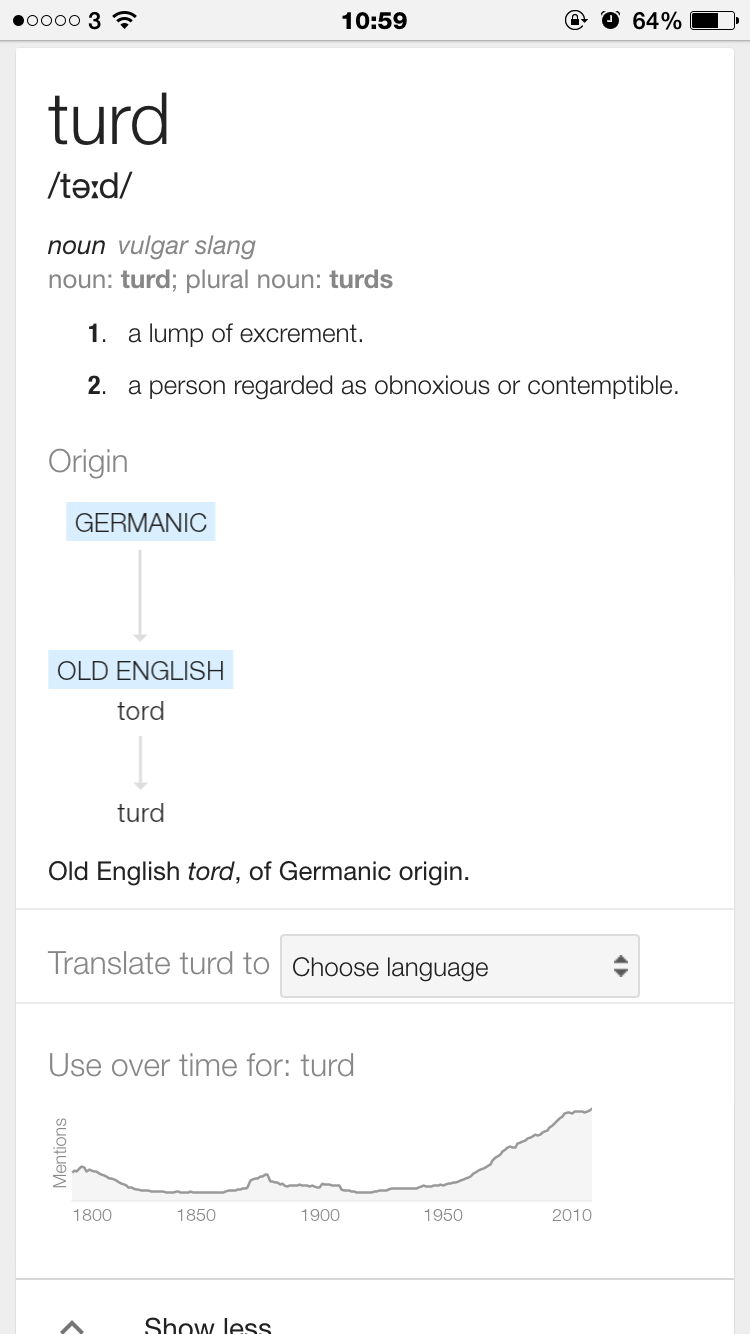 3 10:59 64%
turd
/təːd/
noun vulgar slang
noun: turd; plural noun: turds
1. a lump of excrement.
2. a person regarded as obnoxious or contemptible.
Origin
GERMANIC
OLD ENGLISH
tord
turd
Old English tord, of Germanic origin.
Translate turd to Choose language
Use over time for: turd
Mentions
1800 1850 1900 1950 2010
Show less